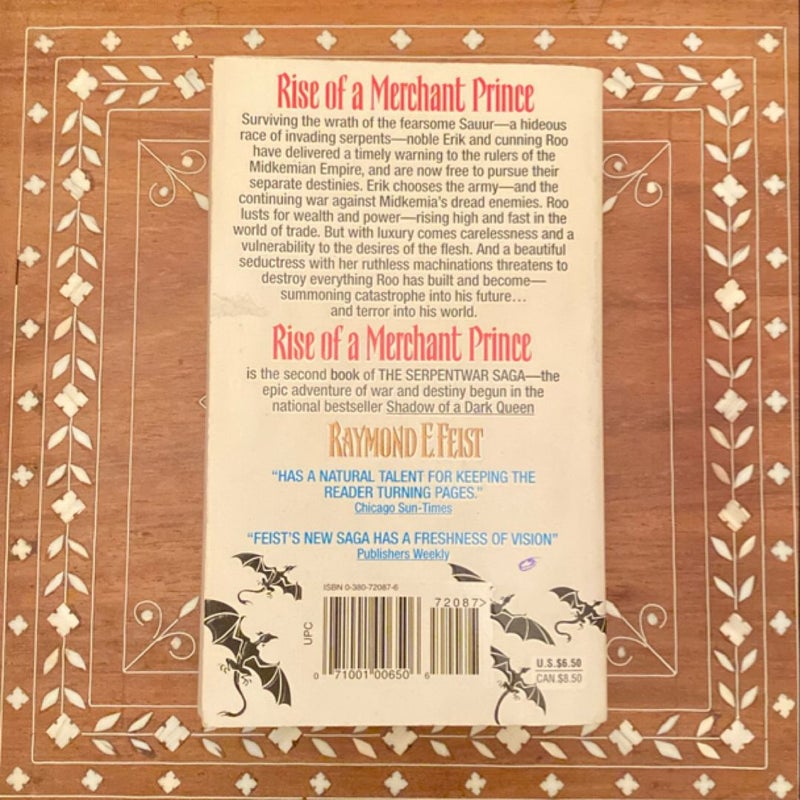 Rise of a Merchant Prince
Surviving the wrath of the fearsome Sauur—a hideous
race of invading serpents—noble Erik and cunning Roo
have delivered a timely warning to the rulers of the
Midkemian Empire, and are now free to pursue their
separate destinies. Erik chooses the army—and the
continuing war against Midkemia's dread enemies. Roo
lusts for wealth and power—rising high and fast in the
world of trade. But with luxury comes carelessness and a
vulnerability to the desires of the flesh. And a beautiful
seductress with her ruthless machinations threatens to
destroy everything Roo has built and become—
summoning catastrophe into his future...
and terror into his world.
Rise of a Merchant Prince
is the second book of THE SERPENTWAR SAGA—the
epic adventure of war and destiny begun in the
national bestseller Shadow of a Dark Queen
RAYMOND E. FEIST
“HAS A NATURAL TALENT FOR KEEPING THE
READER TURNING PAGES.”
Chicago Sun-Times
“FEIST'S NEW SAGA HAS A FRESHNESS OF VISION”
Publishers Weekly
ISBN 0-380-72087-6
72087>
UPC
0 71001 00650 6
U.S.$6.50
CAN.$8.50